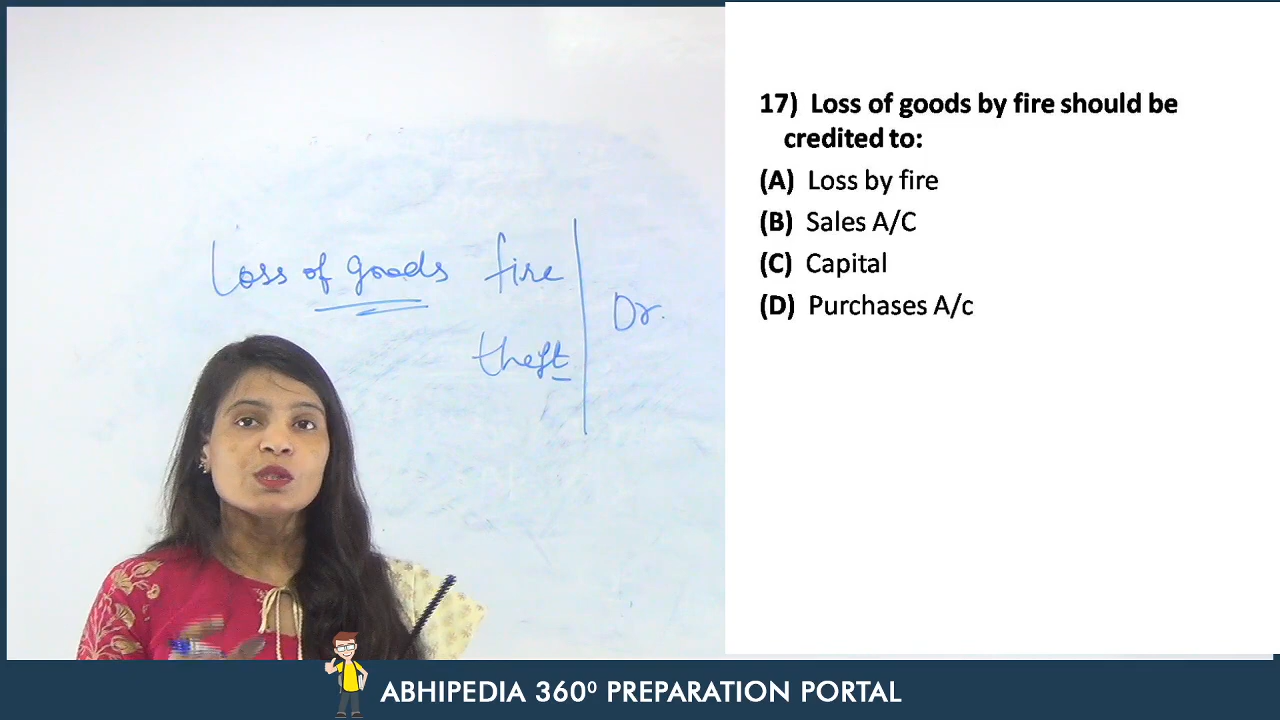 Loss of goods fire
theft
Dr.
17) Loss of goods by fire should be
credited to:
(A) Loss by fire
(B) Sales A/C
(C) Capital
(D) Purchases A/c
ABHIPEDIA 360⁰ PREPARATION PORTAL